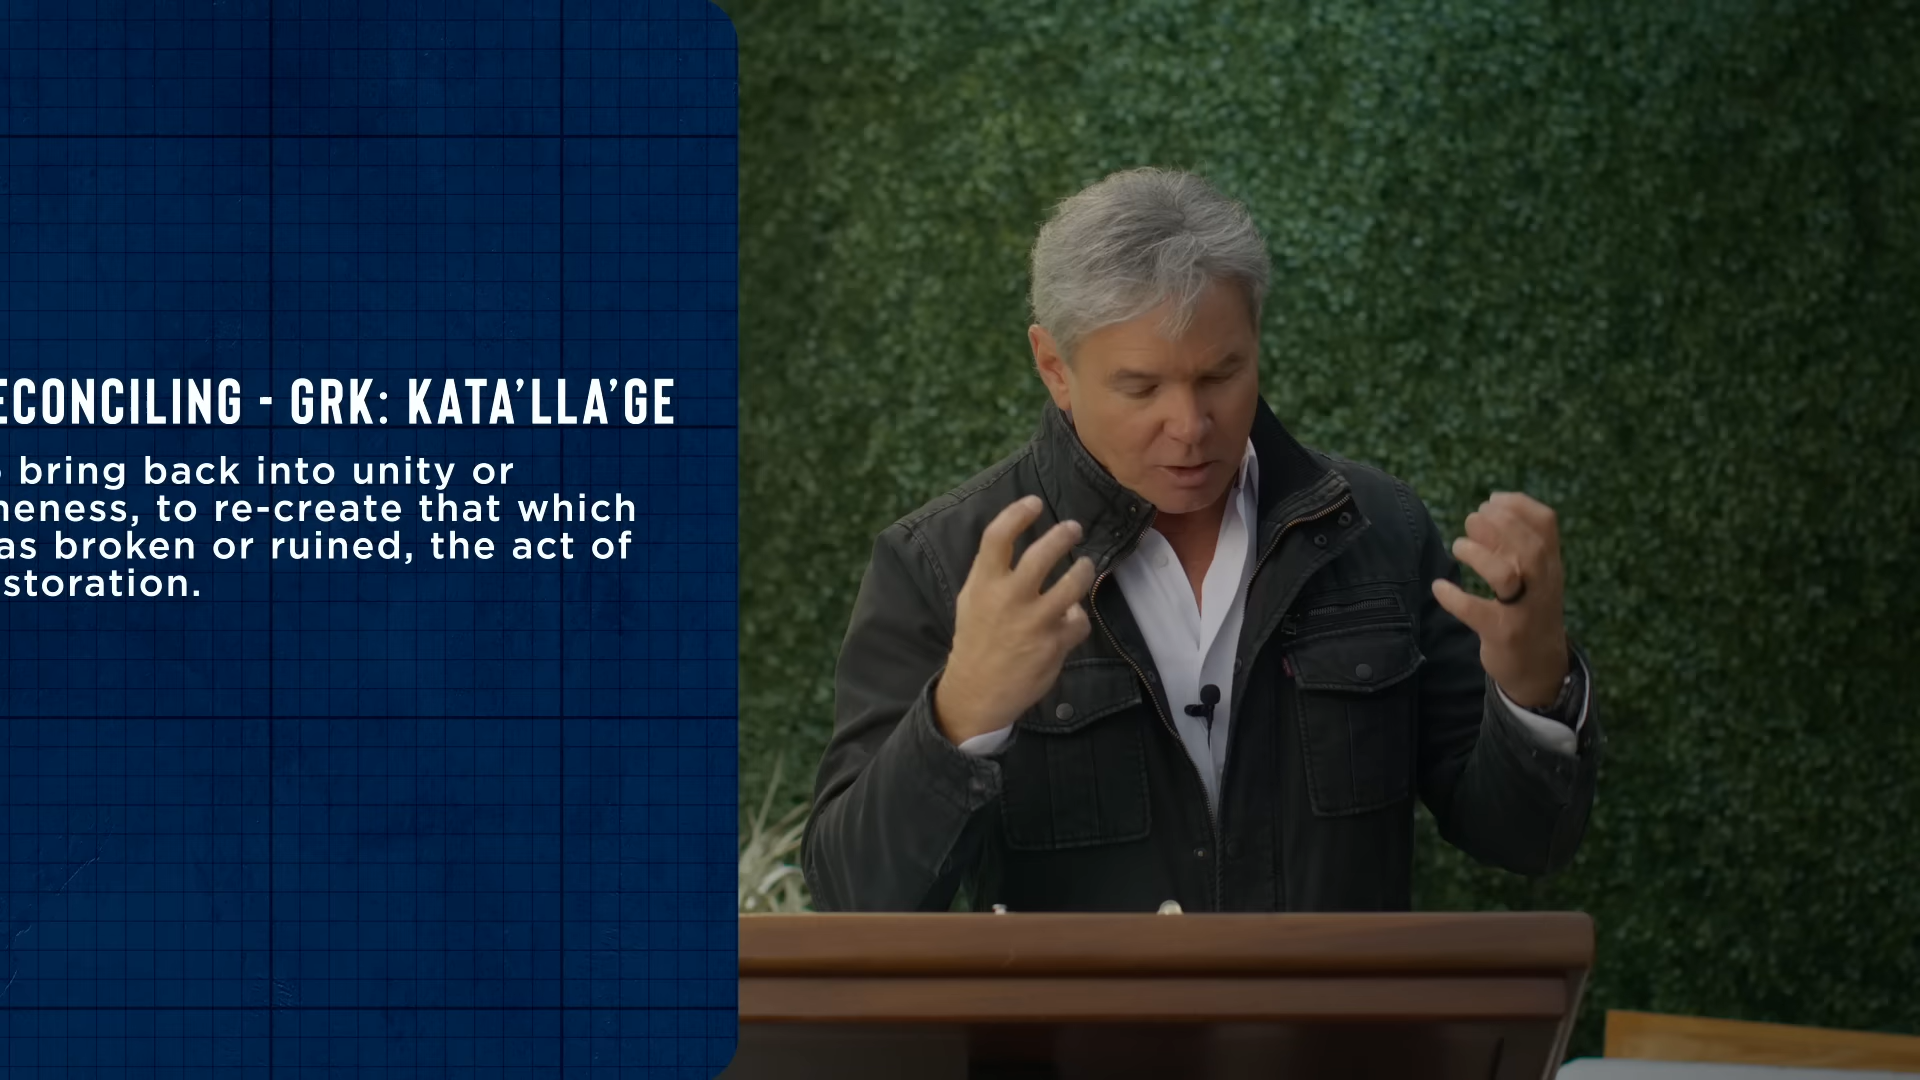 ECONCILING - GRK: KATA’LLA’GE
bring back into unity or
neness, to re-create that which
as broken or ruined, the act of
storation.